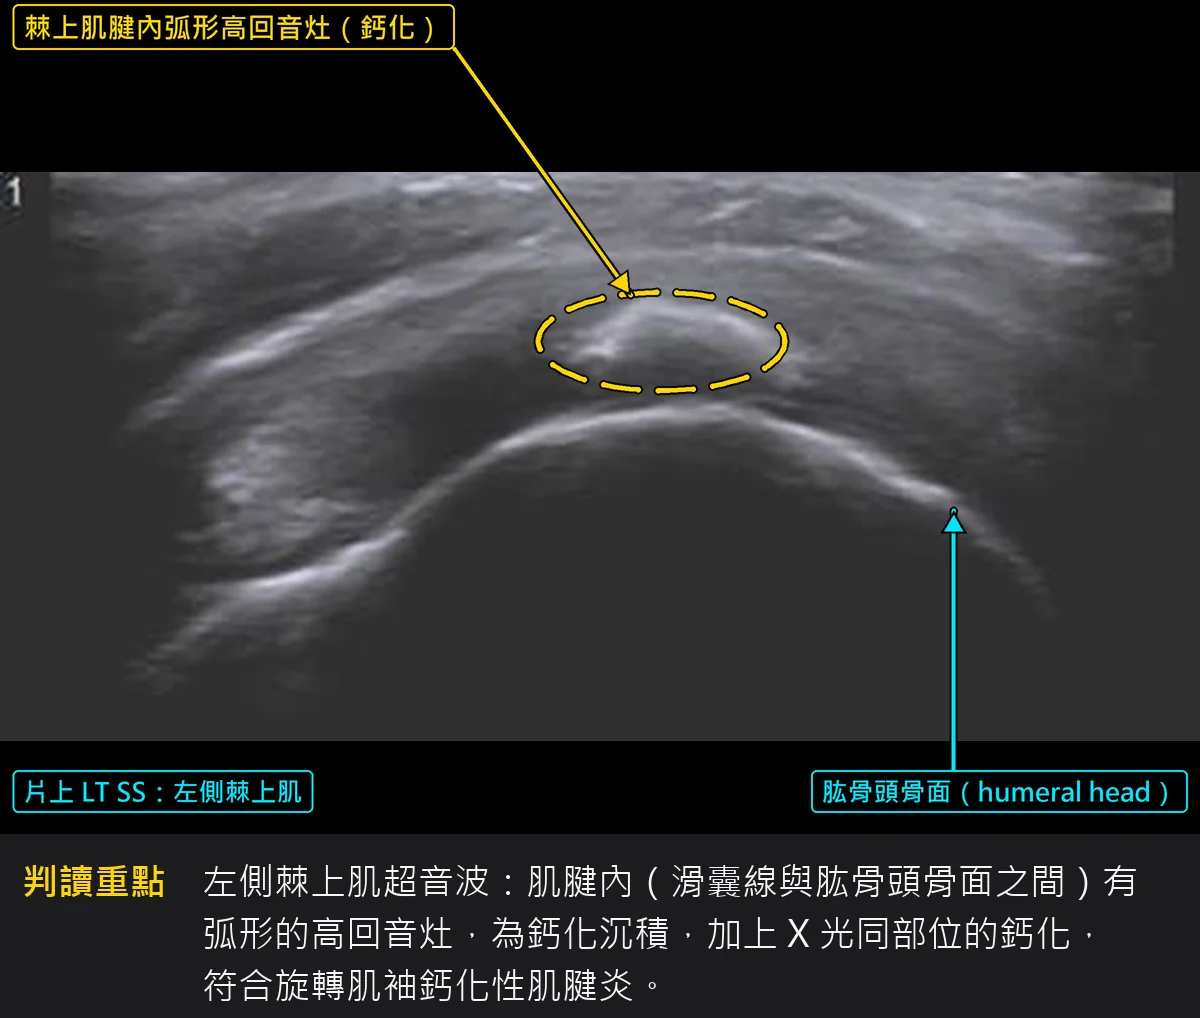 棘上肌腱內弧形高回音灶（鈣化）
1
片上 LT SS：左側棘上肌
肱骨頭骨面（humeral head）
判讀重點 左側棘上肌超音波：肌腱內（滑囊線與肱骨頭骨面之間）有
弧形的高回音灶，為鈣化沉積，加上 X 光同部位的鈣化，
符合旋轉肌袖鈣化性肌腱炎。